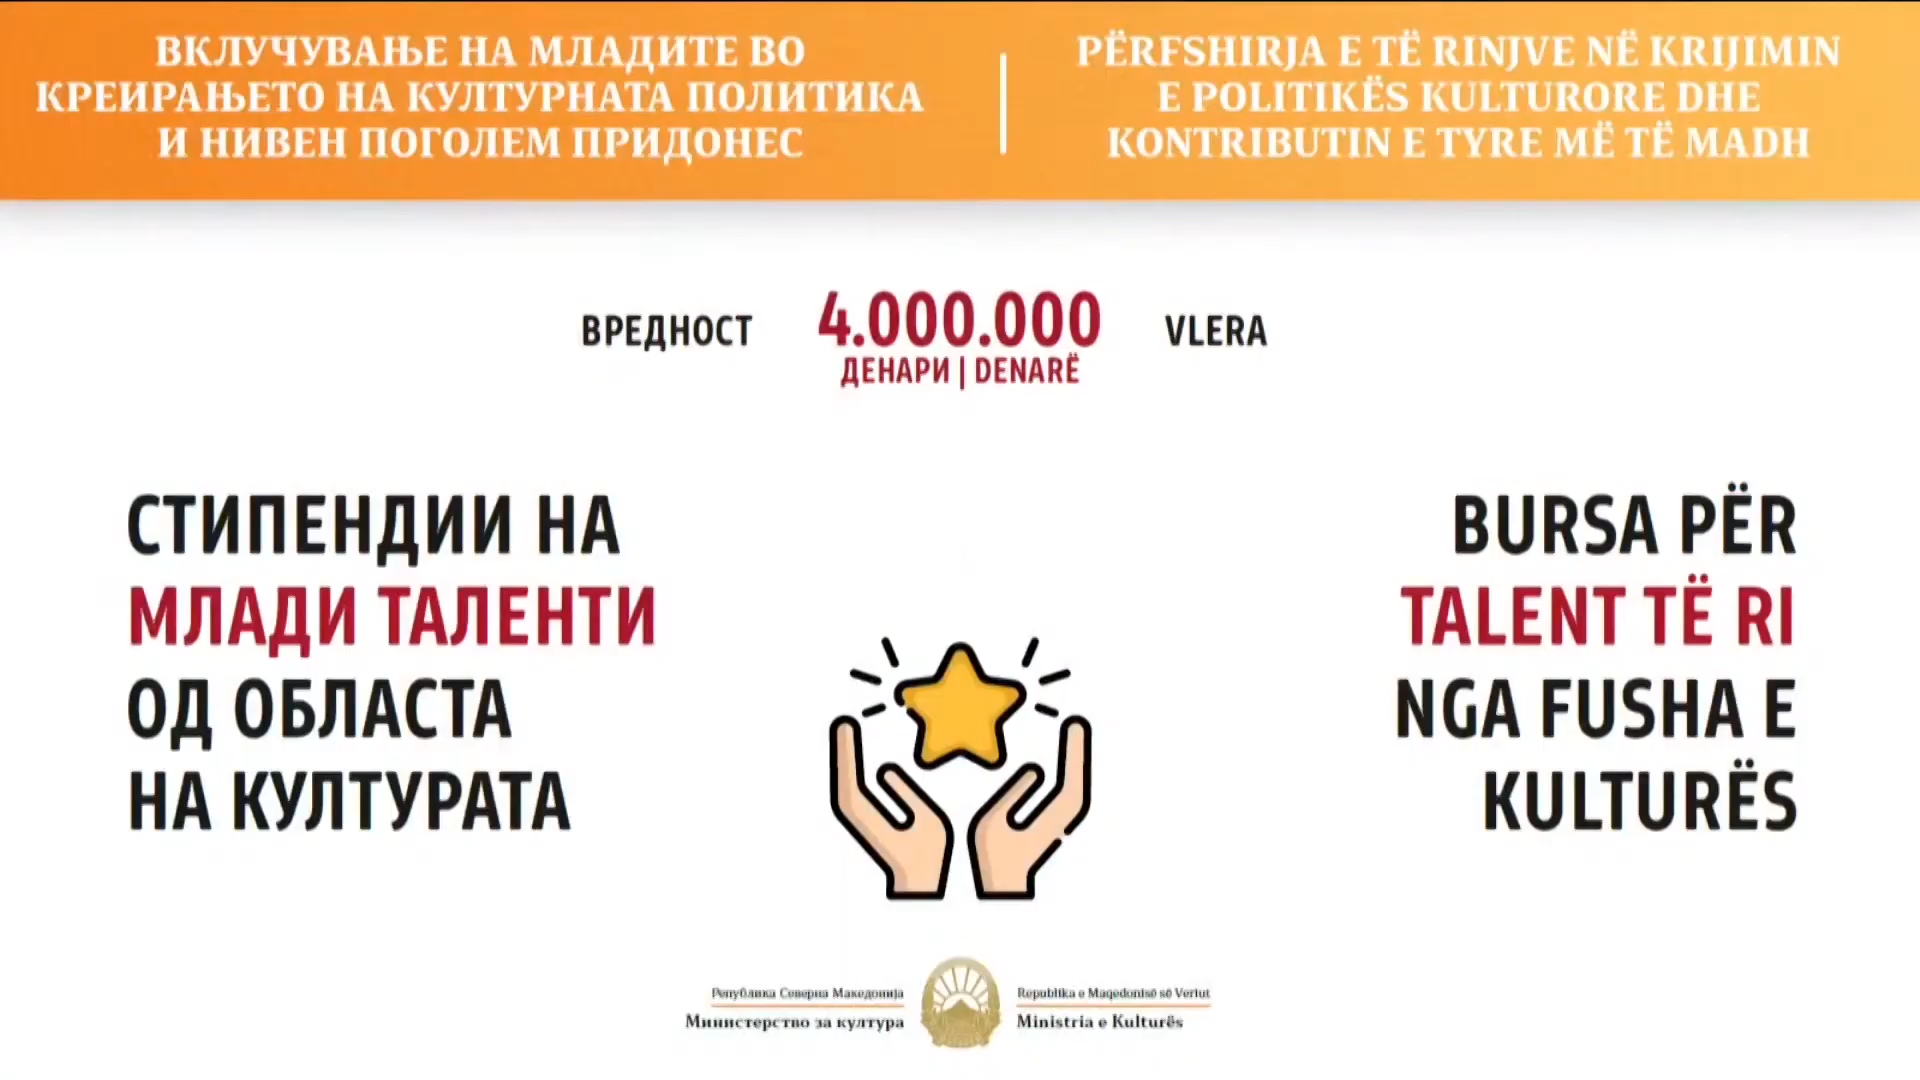 ВКЛУЧУВАЊЕ НА МЛАДИТЕ ВО
КРЕИРАЊЕТО НА КУЛТУРНАТА ПОЛИТИКА
И НИВЕН ПОГОЛЕМ ПРИДОНЕС
PËRFSHIRJA E TË RINJVE NË KRIJIMIN
E POLITIKËS KULTURORE DHE
KONTRIBUTIN E TYRE MË TË MADH
ВРЕДНОСТ
4.000.000
ДЕНАРИ | DENARË
VLERA
СТИПЕНДИИ НА
МЛАДИ ТАЛЕНТИ
ОД ОБЛАСТА
НА КУЛТУРАТА
BURSA PËR
TALENT TË RI
NGA FUSHA E
KULTURËS
Република Северна Македонија
Министерство за култура
Republika e Maqedonisë së Veriut
Ministria e Kulturës